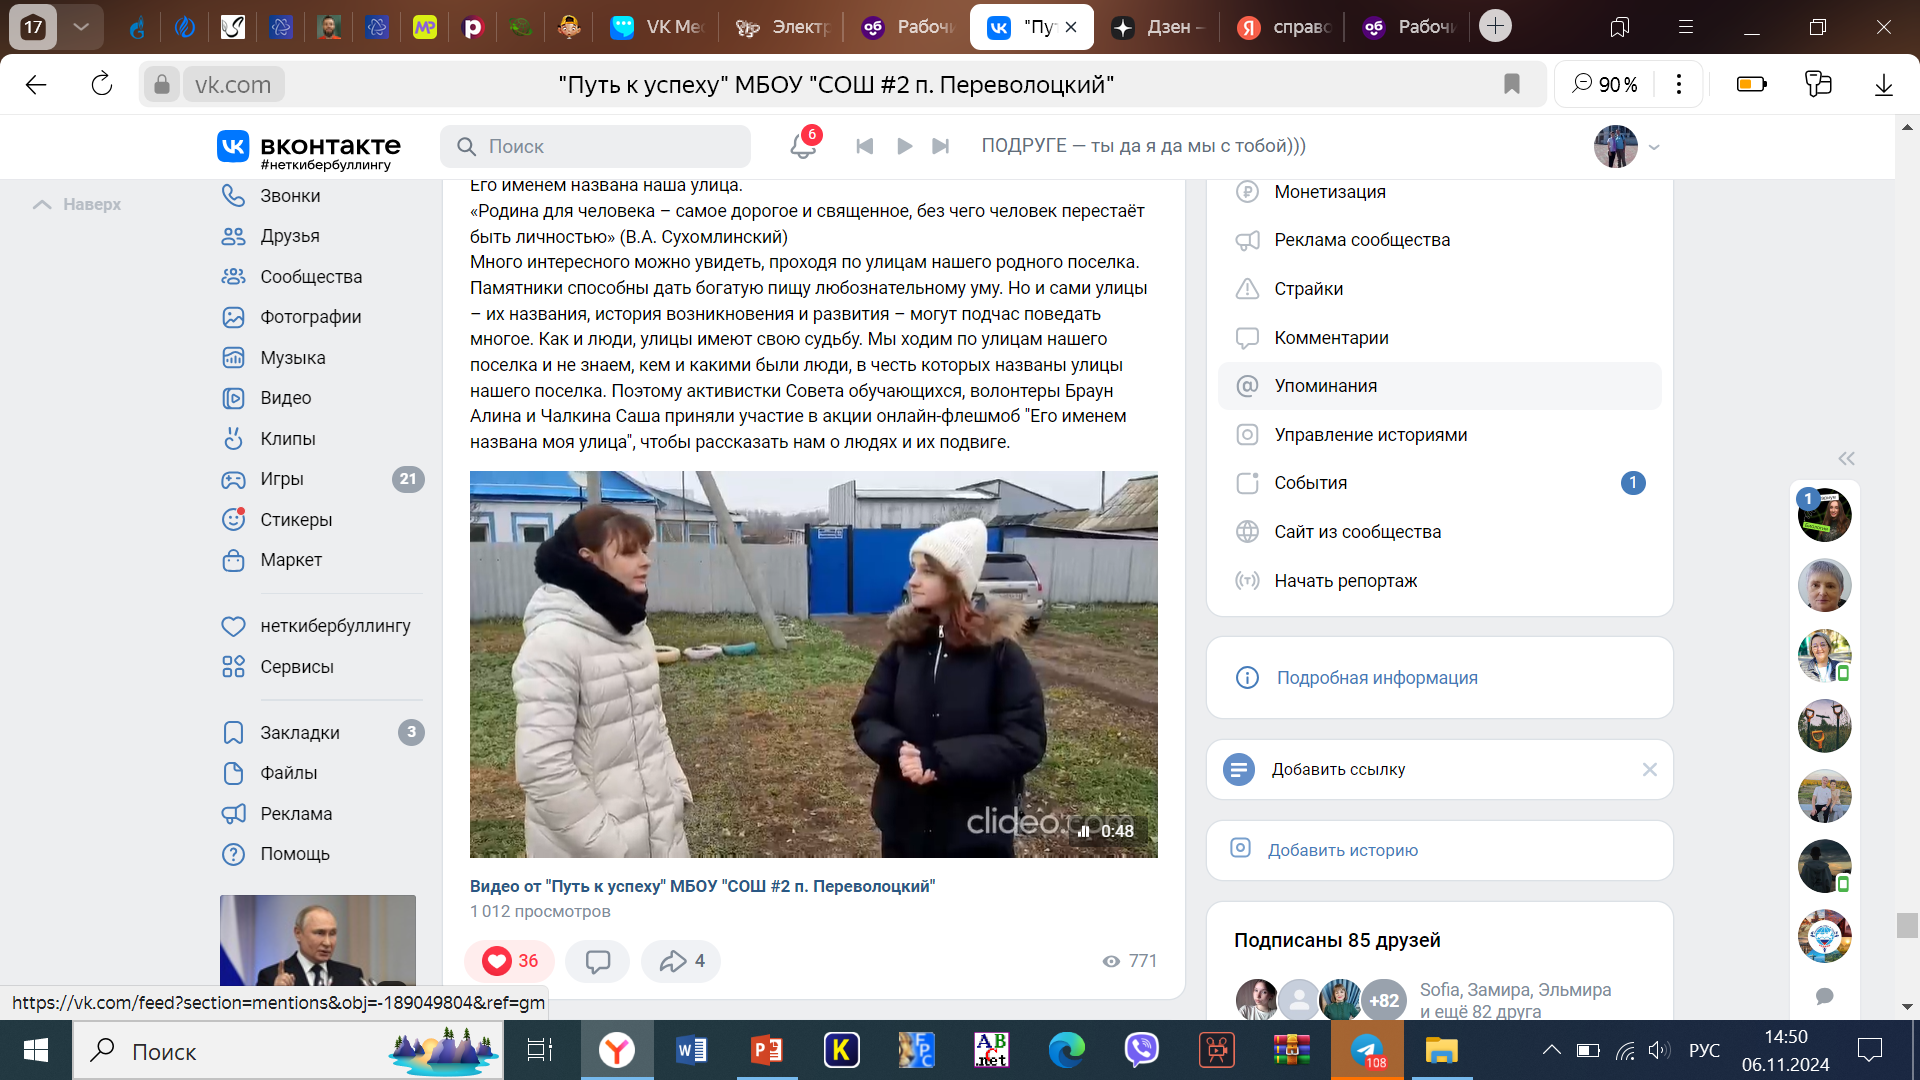 17
VK Mес
Электр
об
Рабочи
"Пу
Дзен –
справо
об
Рабочи
vk.com
"Путь к успеху" МБОУ "СОШ #2 п. Переволоцкий"
90 %
вконтакте
#неткибербуллингу
Поиск
6
ПОДРУГЕ — ты да я да мы с тобой)))
Наверх
Звонки
Друзья
Сообщества
Фотографии
Музыка
Видео
Клипы
Игры
21
Стикеры
Маркет
неткибербуллингу
Сервисы
Закладки
3
Файлы
Реклама
Помощь
Его именем названа наша улица.
«Родина для человека – самое дорогое и священное, без чего человек перестаёт
быть личностью» (В.А. Сухомлинский)
Много интересного можно увидеть, проходя по улицам нашего родного поселка.
Памятники способны дать богатую пищу любознательному уму. Но и сами улицы
– их названия, история возникновения и развития – могут подчас поведать
многое. Как и люди, улицы имеют свою судьбу. Мы ходим по улицам нашего
поселка и не знаем, кем и какими были люди, в честь которых названы улицы
нашего поселка. Поэтому активистки Совета обучающихся, волонтеры Браун
Алина и Чалкина Саша приняли участие в акции онлайн-флешмоб "Его именем
названа моя улица", чтобы рассказать нам о людях и их подвиге.
clideo.com
0:48
Видео от "Путь к успеху" МБОУ "СОШ #2 п. Переволоцкий"
1 012 просмотров
36
4
771
Монетизация
Реклама сообщества
Страйки
Комментарии
Упоминания
Управление историями
События
1
Сайт из сообщества
Начать репортаж
Подробная информация
Добавить ссылку
Добавить историю
Подписаны 85 друзей
+82
Sofia, Замира, Эльмира
и ещё 82 друга
1
https://vk.com/feed?section=mentions&obj=-189049804&ref=gm
Поиск
ABC.net
108
РУС
14:50
06.11.2024